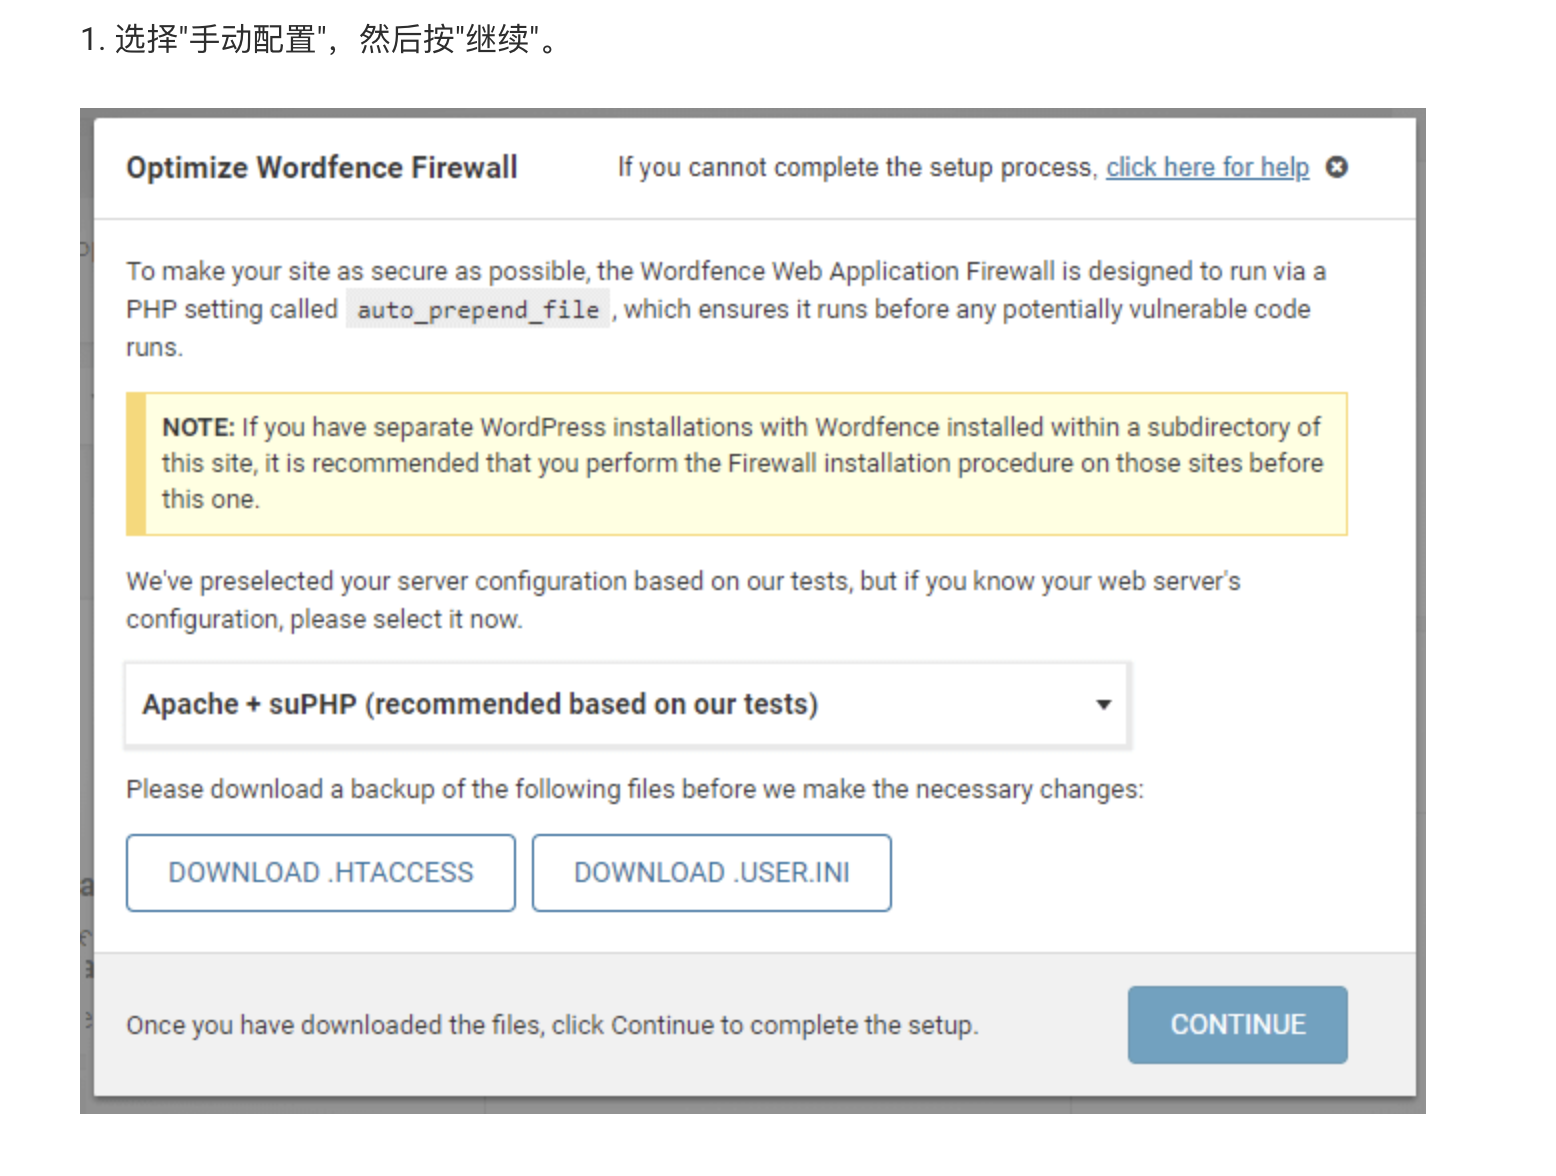 1. 选择"手动配置"，然后按"继续"。
Optimize Wordfence Firewall
If you cannot complete the setup process, click here for help
To make your site as secure as possible, the Wordfence Web Application Firewall is designed to run via a
PHP setting called auto_prepend_file , which ensures it runs before any potentially vulnerable code
runs.
NOTE: If you have separate WordPress installations with Wordfence installed within a subdirectory of
this site, it is recommended that you perform the Firewall installation procedure on those sites before
this one.
We've preselected your server configuration based on our tests, but if you know your web server's
configuration, please select it now.
Apache + suPHP (recommended based on our tests)
Please download a backup of the following files before we make the necessary changes:
DOWNLOAD .HTACCESS
DOWNLOAD .USER.INI
Once you have downloaded the files, click Continue to complete the setup.
CONTINUE